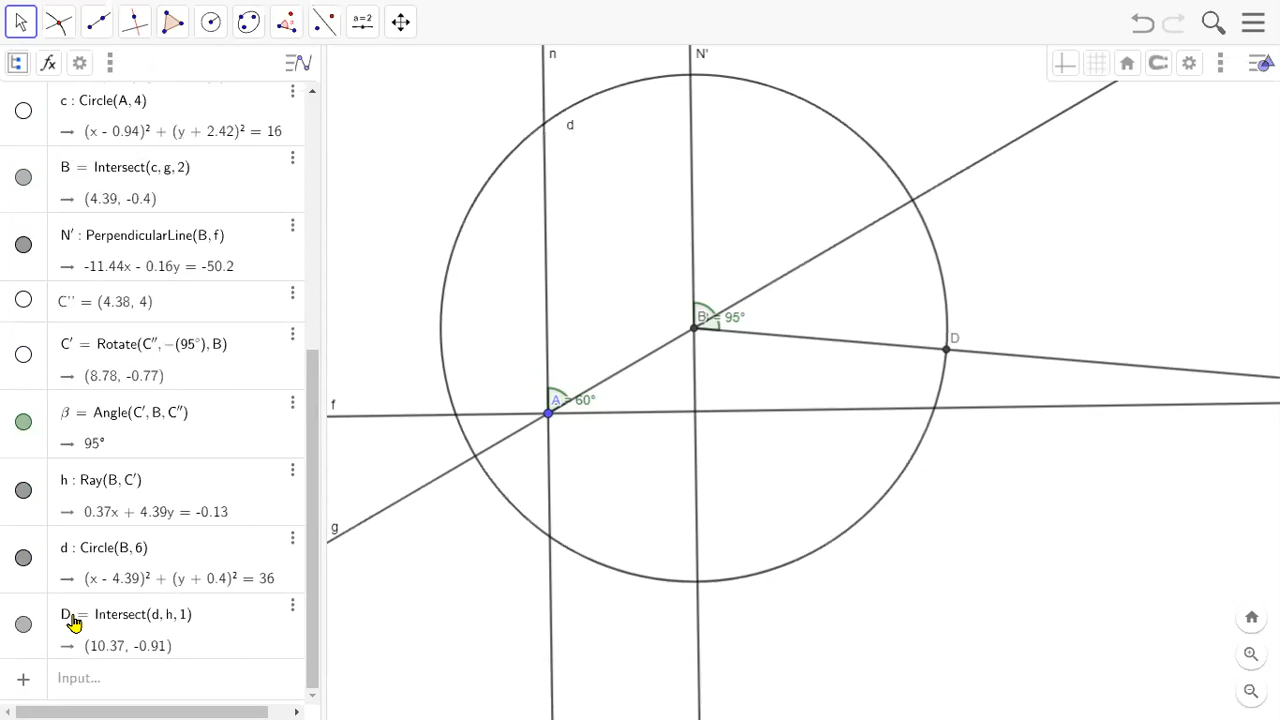 a=2
fx
c : Circle(A, 4)
→ (x - 0.94)² + (y + 2.42)² = 16
B = Intersect(c, g, 2)
→ (4.39, -0.4)
N′ : PerpendicularLine(B, f)
→ -11.44x - 0.16y = -50.2
C'' = (4.38, 4)
C′ = Rotate(C″, -(95°), B)
→ (8.78, -0.77)
β = Angle(C′, B, C″)
→ 95°
h : Ray(B, C′)
→ 0.37x + 4.39y = -0.13
d : Circle(B, 6)
→ (x - 4.39)² + (y + 0.4)² = 36
D = Intersect(d, h, 1)
→ (10.37, -0.91)
Input...
n
N'
d
B = 95°
D
A = 60°
f
g